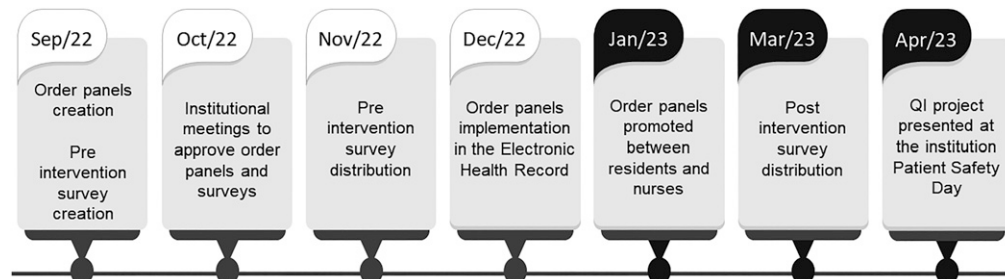 Sep/22
Order panels
creation
Pre
intervention
survey
creation
Oct/22
Institutional
meetings to
approve order
panels and
surveys
Nov/22
Pre
intervention
survey
distribution
Dec/22
Order panels
implementation
in the Electronic
Health Record
Jan/23
Order panels
promoted
between
residents and
nurses
Mar/23
Post
intervention
survey
distribution
Apr/23
QI project
presented at
the institution
Patient Safety
Day